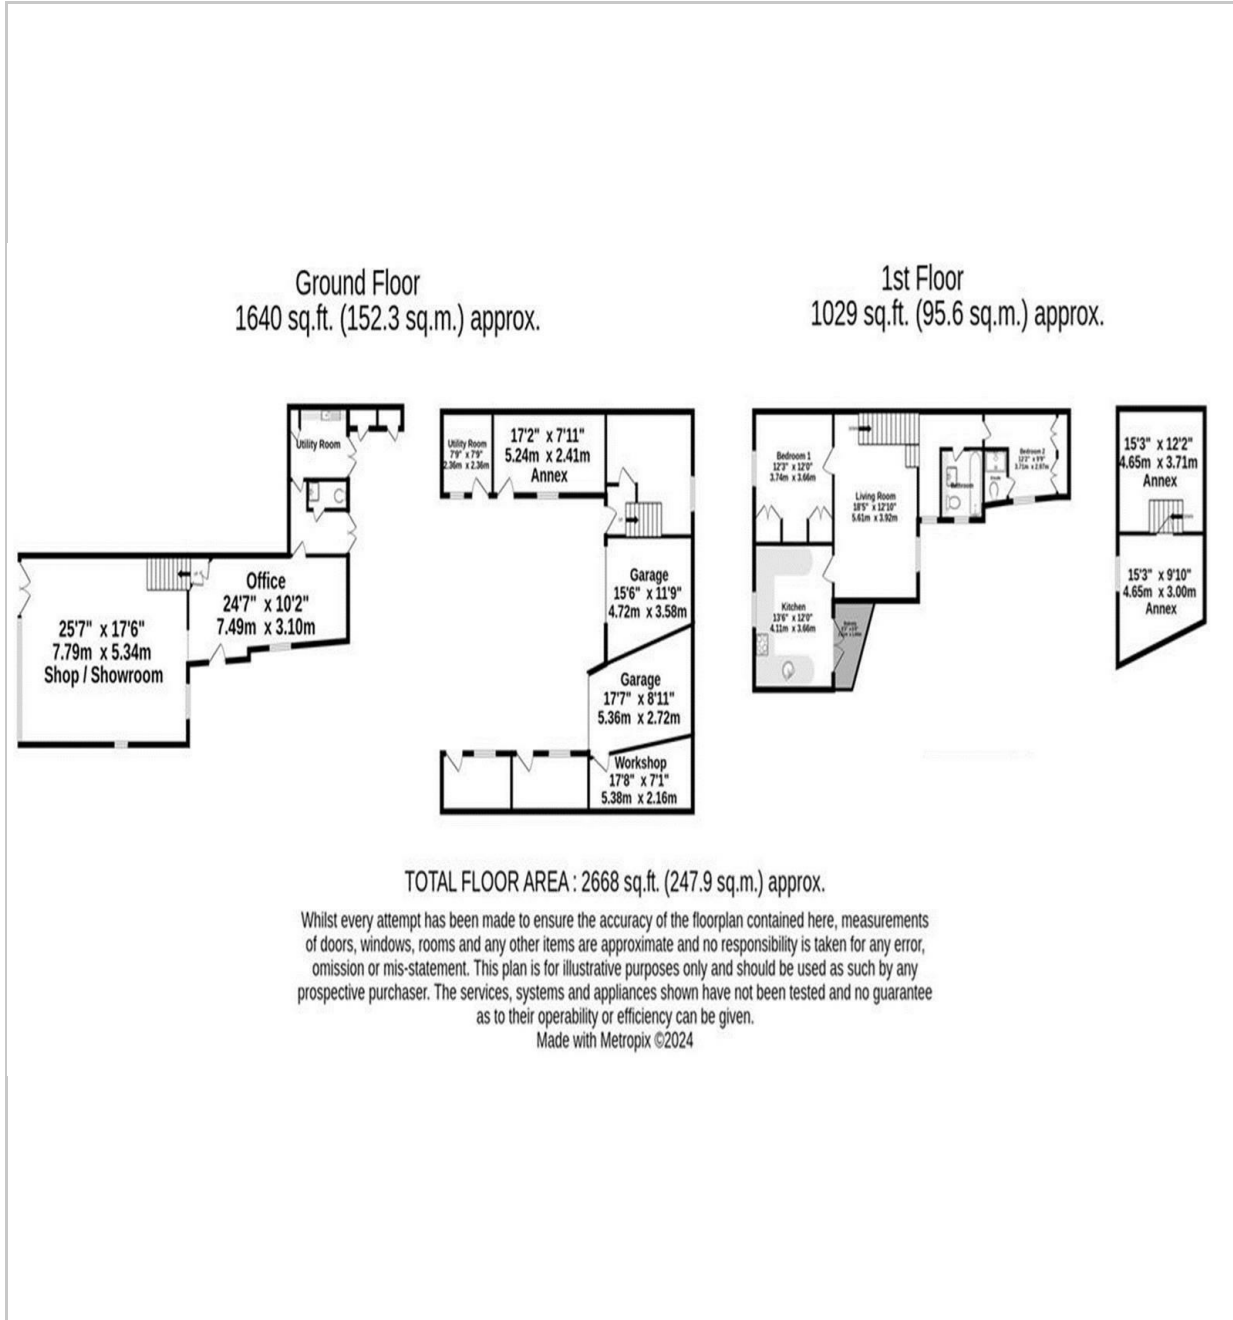 Ground Floor
1640 sq.ft. (152.3 sq.m.) approx.
1st Floor
1029 sq.ft. (95.6 sq.m.) approx.
Utility Room
Office
24'7" x 10'2"
7.49m x 3.10m
25'7" x 17'6"
7.79m x 5.34m
Shop / Showroom
Utility Room
7'9" x 7'9"
2.36m x 2.36m
17'2" x 7'11"
5.24m x 2.41m
Annex
Garage
15'6" x 11'9"
4.72m x 3.58m
Garage
17'7" x 8'11"
5.36m x 2.72m
Workshop
17'8" x 7'1"
5.38m x 2.16m
Bedroom 1
12'3" x 12'0"
3.74m x 3.66m
Living Room
18'5" x 12'10"
5.61m x 3.92m
Bathroom
Bedroom 2
12'2" x 9'9"
3.71m x 2.97m
Kitchen
13'6" x 12'0"
4.11m x 3.66m
Balcony
15'3" x 12'2"
4.65m x 3.71m
Annex
15'3" x 9'10"
4.65m x 3.00m
Annex
TOTAL FLOOR AREA : 2668 sq.ft. (247.9 sq.m.) approx.
Whilst every attempt has been made to ensure the accuracy of the floorplan contained here, measurements
of doors, windows, rooms and any other items are approximate and no responsibility is taken for any error,
omission or mis-statement. This plan is for illustrative purposes only and should be used as such by any
prospective purchaser. The services, systems and appliances shown have not been tested and no guarantee
as to their operability or efficiency can be given.
Made with Metropix ©2024